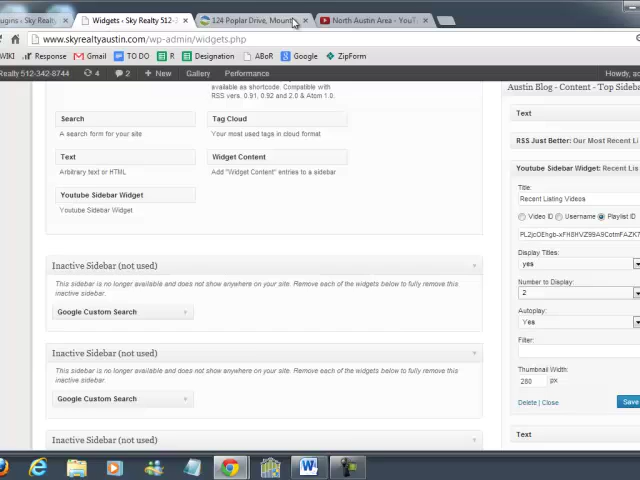 Widgets ‹ Sky Realty 512-3
124 Poplar Drive, Mount
North Austin Area - YouT
www.skyrealtyaustin.com/wp-admin/widgets.php
WIKI Response Gmail TO DO R Designation ABoR Google ZipForm
Realty 512-342-8744 4 2 New Gallery Performance Howdy,
as shortcode. Compatible with
RSS vers. 0.91, 0.92 and 2.0 & Atom 1.0.
Search
A search form for your site
Tag Cloud
Your most used tags in cloud format
Text
Arbitrary text or HTML
Widget Content
Add "Widget Content" entries to a sidebar
Youtube Sidebar Widget
Youtube Sidebar Widget
Inactive Sidebar (not used)
This sidebar is no longer available and does not show anywhere on your site. Remove each of the widgets below to fully remove this
inactive sidebar.
Google Custom Search
Inactive Sidebar (not used)
This sidebar is no longer available and does not show anywhere on your site. Remove each of the widgets below to fully remove this
inactive sidebar.
Google Custom Search
Inactive Sidebar (not used)
Austin Blog - Content - Top Sideba
Text
RSS Just Better: Our Most Recent Li
Youtube Sidebar Widget: Recent Lis
Title:
Recent Listing Videos
Video ID Username Playlist ID
Display Titles:
yes
Number to Display:
2
Autoplay:
Yes
Filter:
Thumbnail Width:
280 px
Delete | Close
Save
Text